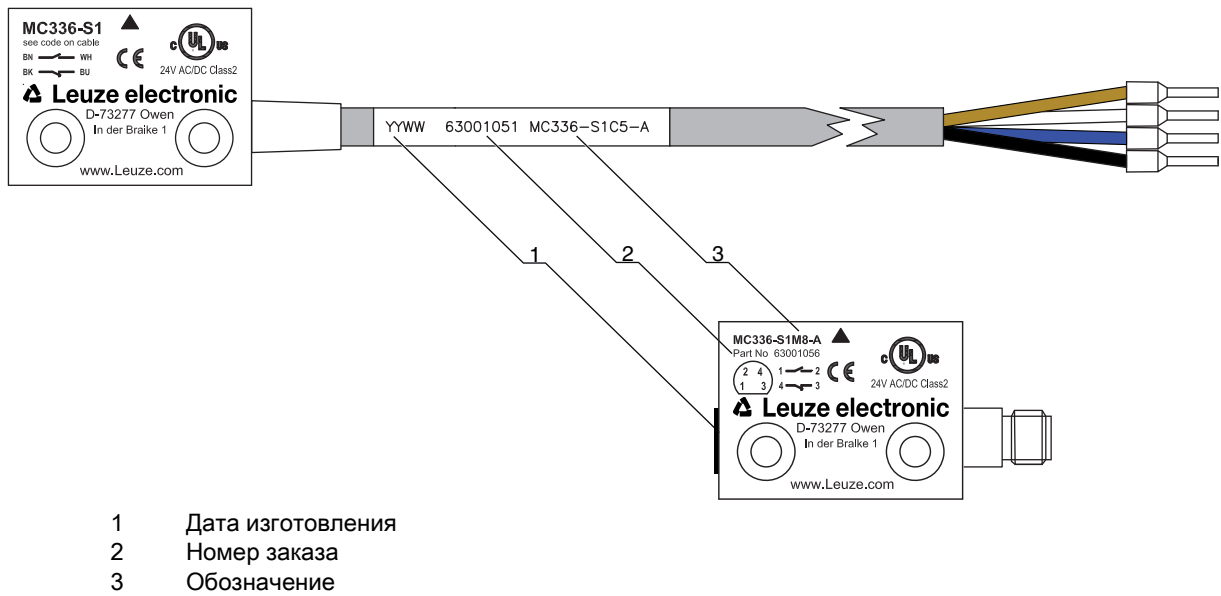 MC336-S1
see code on cable
BN WH
BK BU
CE
c UL us
24V AC/DC Class2
Leuze electronic
D-73277 Owen
In der Braike 1
www.Leuze.com
YYWW 63001051 MC336-S1C5-A
1 2 3
MC336-S1M8-A
Part No 63001056
2 4
1 3
1 2
4 3
CE
c UL us
24V AC/DC Class2
Leuze electronic
D-73277 Owen
In der Braike 1
www.Leuze.com
1 Дата изготовления
2 Номер заказа
3 Обозначение